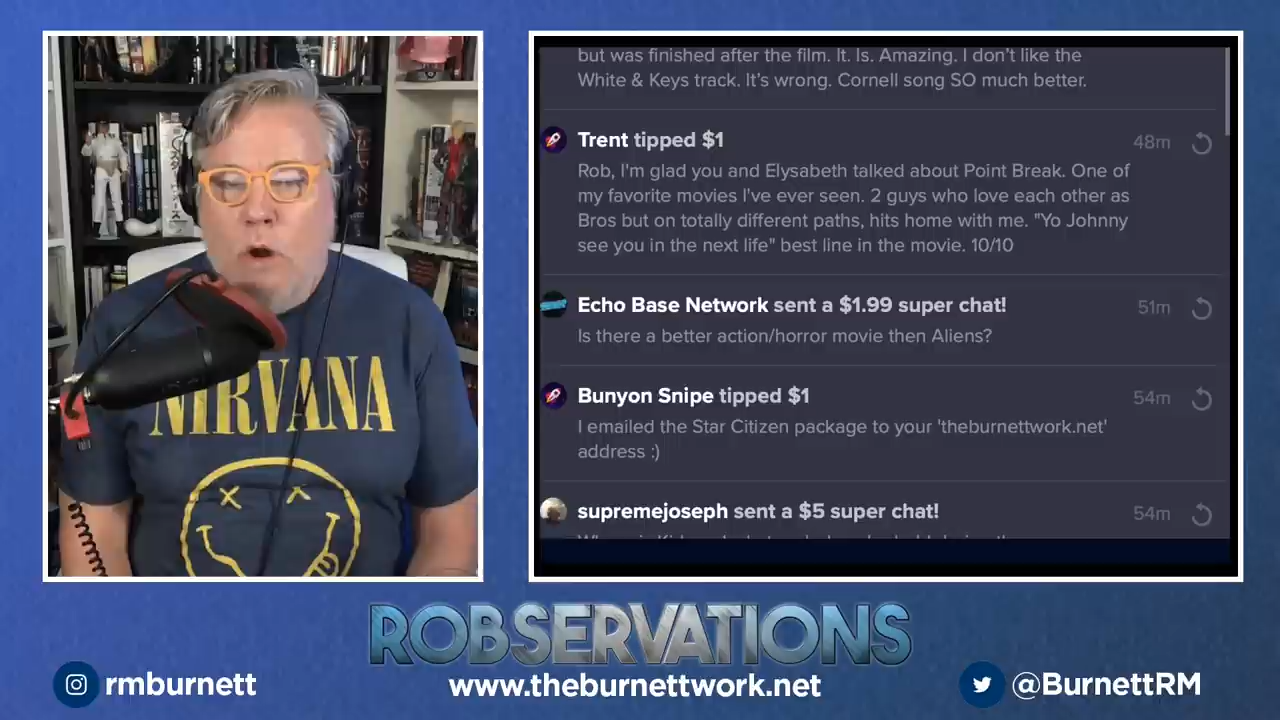 but was finished after the film. It. Is. Amazing. I don't like the
White & Keys track. It's wrong. Cornell song SO much better.
Trent tipped $1
48m
Rob, I'm glad you and Elysabeth talked about Point Break. One of
my favorite movies I've ever seen. 2 guys who love each other as
Bros but on totally different paths, hits home with me. "Yo Johnny
see you in the next life" best line in the movie. 10/10
Echo Base Network sent a $1.99 super chat!
51m
Is there a better action/horror movie then Aliens?
Bunyon Snipe tipped $1
54m
I emailed the Star Citizen package to your 'theburnettwork.net'
address :)
supremejoseph sent a $5 super chat!
54m
NIRVANA
ROBSERVATIONS
rmburnett
www.theburnettwork.net
@BurnettRM